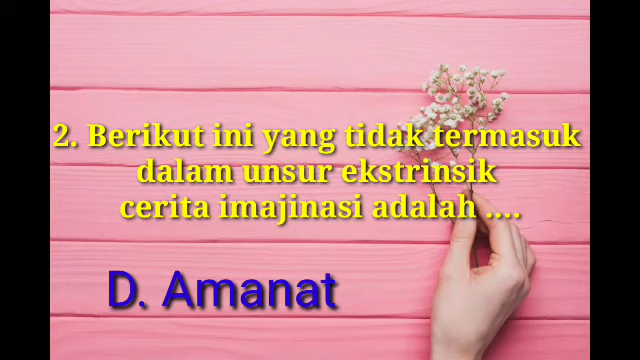 2. Berikut ini yang tidak termasuk
dalam unsur ekstrinsik
cerita imajinasi adalah ....
D. Amanat